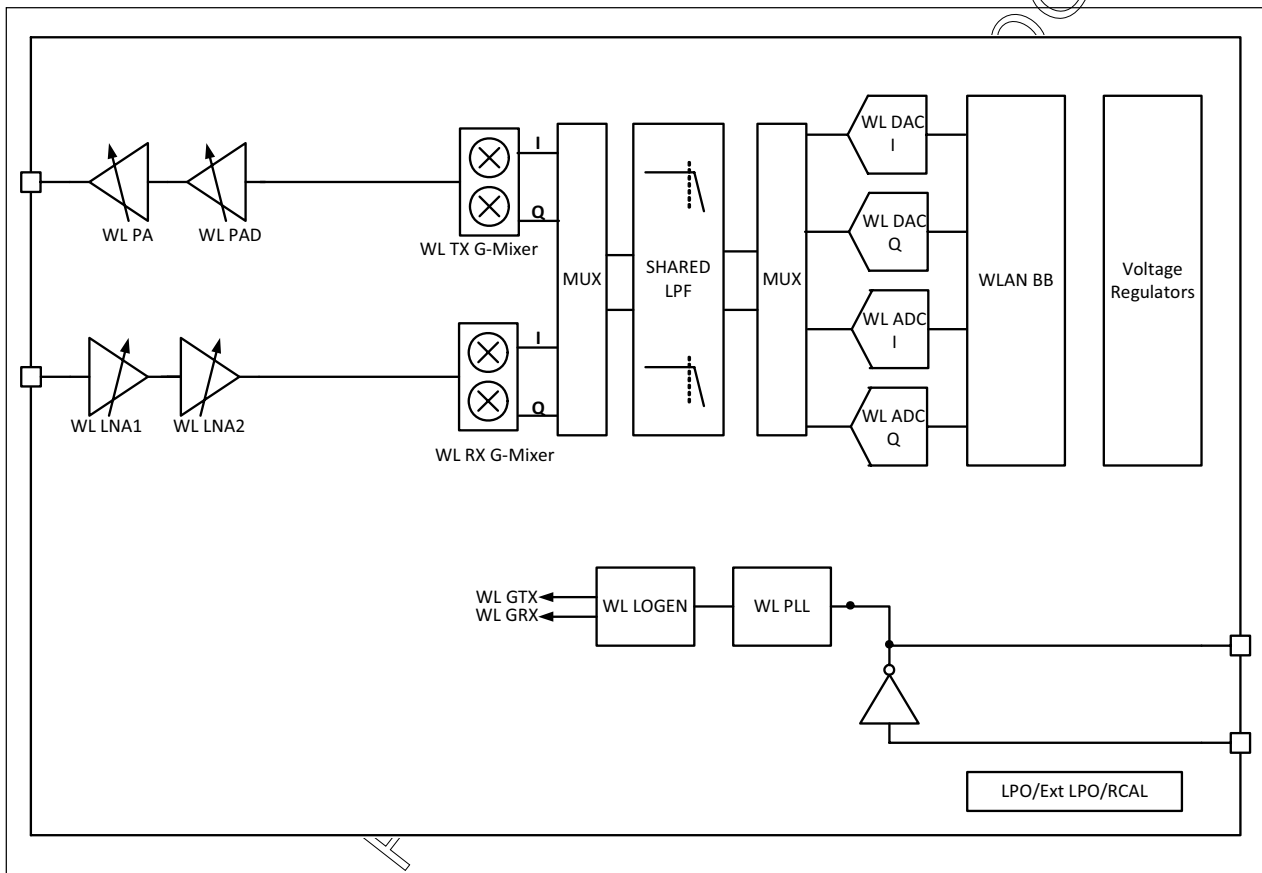 WL DAC
I
I
WL PA
WL PAD
Q
WL TX G-Mixer
WL DAC
Q
MUX
SHARED
LPF
MUX
WLAN BB
Voltage
Regulators
I
WL ADC
I
WL LNA1
WL LNA2
Q
WL RX G-Mixer
WL ADC
Q
WL GTX
WL GRX
WL LOGEN
WL PLL
LPO/Ext LPO/RCAL